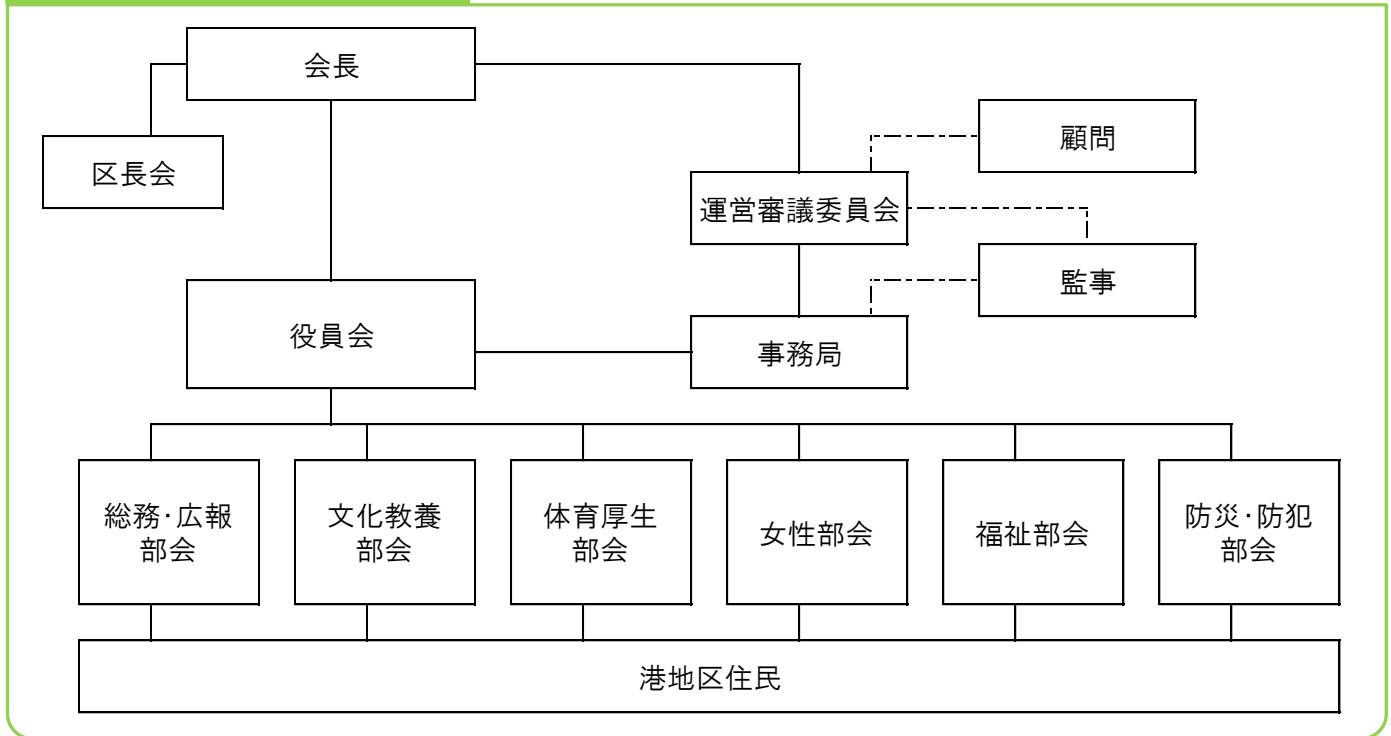 会長
区長会
顧問
運営審議委員会
監事
役員会
事務局
総務・広報
部会
文化教養
部会
体育厚生
部会
女性部会
福祉部会
防災・防犯
部会
港地区住民